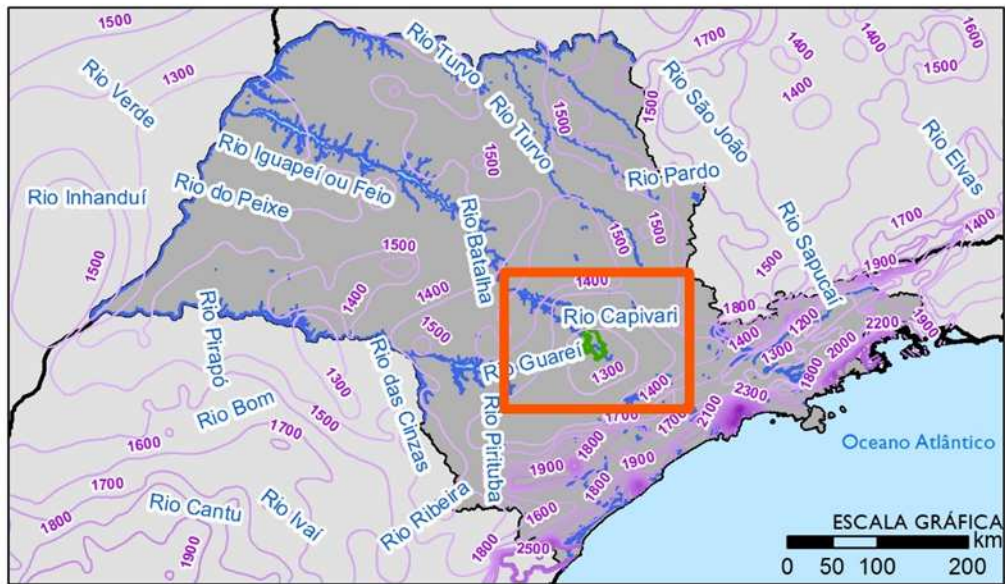 1500
1700
1400
1400
1600
1500
1300
Rio Turvo
Rio Verde
1500
Rio São João
1400
1500
Rio Turvo
1500
Rio Iguapeí ou Feio
Rio Pardo
Rio Elvas
Rio Inhanduí
Rio do Peixe
Rio Batalha
Rio Sapucaí
1700
1400
1500
1500
1500
1500
1900
1400
1400
1400
1800
Rio Capivari
1200
2200
1900
1500
Rio Pirapó
Rio Guareí
1300
1400
1300
2000
1800
Rio das Cinzas
1300
1400
2300
Rio Bom
1500
Rio Pirituba
1700
1700
2100
1600
1700
1800
Oceano Atlântico
1700
1900
1900
1800
Rio Cantu
Rio Ivaí
Rio Ribeira
1800
1600
1900
1800
2500
ESCALA GRÁFICA
km
0 50 100 200